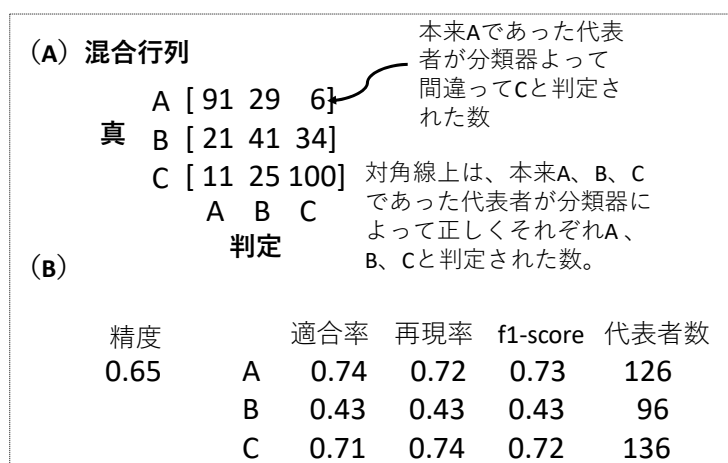 （A）混合行列
本来Aであった代表
者が分類器よって
間違ってCと判定さ
れた数
A [ 91 29 6]
真 B [ 21 41 34]
C [ 11 25 100]
A B C
判定
対角線上は、本来A、B、C
であった代表者が分類器に
よって正しくそれぞれA 、
B、Cと判定された数。
（B）
精度 適合率 再現率 f1-score 代表者数
0.65 A 0.74 0.72 0.73 126
B 0.43 0.43 0.43 96
C 0.71 0.74 0.72 136